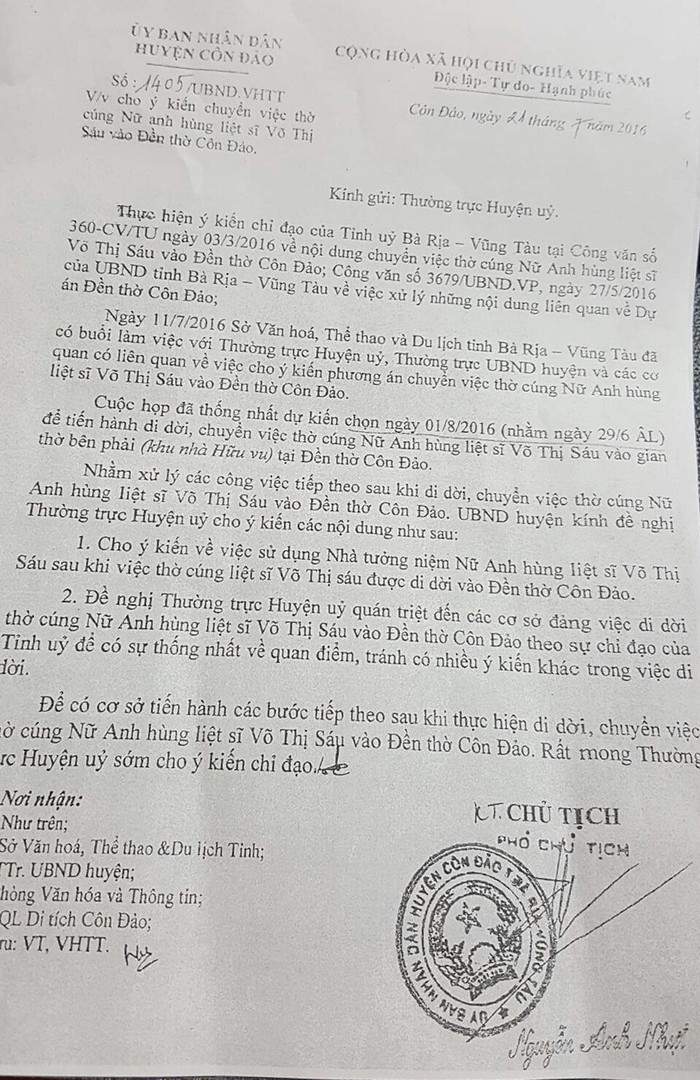 ỦY BAN NHÂN DÂN
HUYỆN CÔN ĐẢO
CỘNG HÒA XÃ HỘI CHỦ NGHĨA VIỆT NAM
Độc lập- Tự do- Hạnh phúc
Số: 1405/UBND.VHTT
V/v cho ý kiến chuyển việc thờ
cúng Nữ anh hùng liệt sĩ Võ Thị
Sáu vào Đền thờ Côn Đảo.
Côn Đảo, ngày 21 tháng 7 năm 2016
Kính gửi: Thường trực Huyện uỷ.
Thực hiện ý kiến chỉ đạo của Tỉnh uỷ Bà Rịa – Vũng Tàu tại Công văn số
360-CV/TU ngày 03/3/2016 về nội dung chuyển việc thờ cúng Nữ Anh hùng liệt sĩ
Võ Thị Sáu vào Đền thờ Côn Đảo; Công văn số 3679/UBND.VP, ngày 27/5/2016
của UBND tỉnh Bà Rịa – Vũng Tàu về việc xử lý những nội dung liên quan về Dự
án Đền thờ Côn Đảo;
Ngày 11/7/2016 Sở Văn hoá, Thể thao và Du lịch tỉnh Bà Rịa – Vũng Tàu đã
có buổi làm việc với Thường trực Huyện uỷ, Thường trực UBND huyện và các cơ
quan có liên quan về việc cho ý kiến phương án chuyển việc thờ cúng Nữ Anh hùng
liệt sĩ Võ Thị Sáu vào Đền thờ Côn Đảo.
Cuộc họp đã thống nhất dự kiến chọn ngày 01/8/2016 (nhằm ngày 29/6 ÂL)
để tiến hành di dời, chuyển việc thờ cúng Nữ Anh hùng liệt sĩ Võ Thị Sáu vào gian
thờ bên phải (khu nhà Hữu vu) tại Đền thờ Côn Đảo.
Nhằm xử lý các công việc tiếp theo sau khi di dời, chuyển việc thờ cúng Nữ
Anh hùng liệt sĩ Võ Thị Sáu vào Đền thờ Côn Đảo. UBND huyện kính đề nghị
Thường trực Huyện uỷ cho ý kiến các nội dung như sau:
1. Cho ý kiến về việc sử dụng Nhà tưởng niệm Nữ Anh hùng liệt sĩ Võ Thị
Sáu sau khi việc thờ cúng liệt sĩ Võ Thị sáu được di dời vào Đền thờ Côn Đảo.
2. Đề nghị Thường trực Huyện uỷ quán triệt đến các cơ sở đảng việc di dời
thờ cúng Nữ Anh hùng liệt sĩ Võ Thị Sáu vào Đền thờ Côn Đảo theo sự chỉ đạo của
Tỉnh uỷ để có sự thống nhất về quan điểm, tránh có nhiều ý kiến khác trong việc di
dời.
Để có cơ sở tiến hành các bước tiếp theo sau khi thực hiện di dời, chuyển việc
thờ cúng Nữ Anh hùng liệt sĩ Võ Thị Sáu vào Đền thờ Côn Đảo. Rất mong Thường
trực Huyện uỷ sớm cho ý kiến chỉ đạo./.
Nơi nhận:
Như trên;
Sở Văn hoá, Thể thao &Du lịch Tỉnh;
TTr. UBND huyện;
Phòng Văn hóa và Thông tin;
QL Di tích Côn Đảo;
Lưu: VT, VHTT.
KT. CHỦ TỊCH
PHÓ CHỦ TỊCH
ỦY BAN NHÂN DÂN HUYỆN CÔN ĐẢO T. BÀ RỊA-VŨNG TÀU
Nguyễn Anh Nhựt